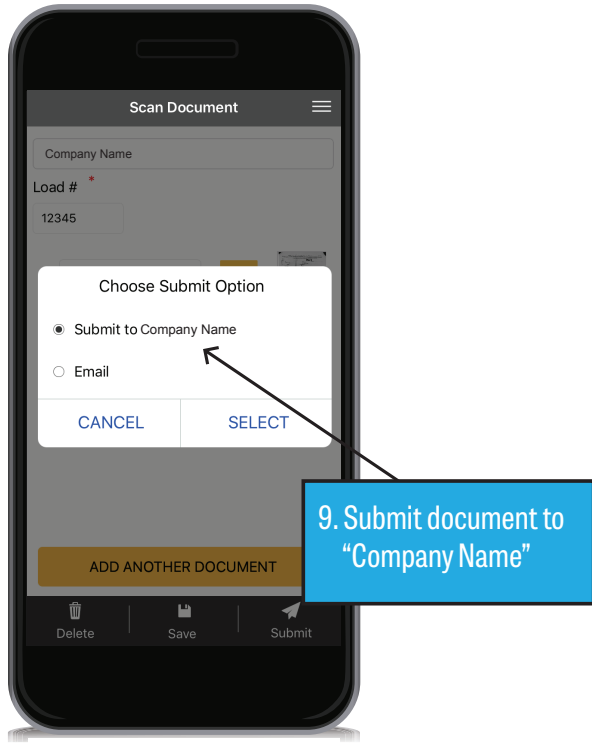 Scan Document
Company Name
Load # *
12345
Choose Submit Option
Submit to Company Name
Email
CANCEL SELECT
9. Submit document to
“Company Name”
ADD ANOTHER DOCUMENT
Delete Save Submit